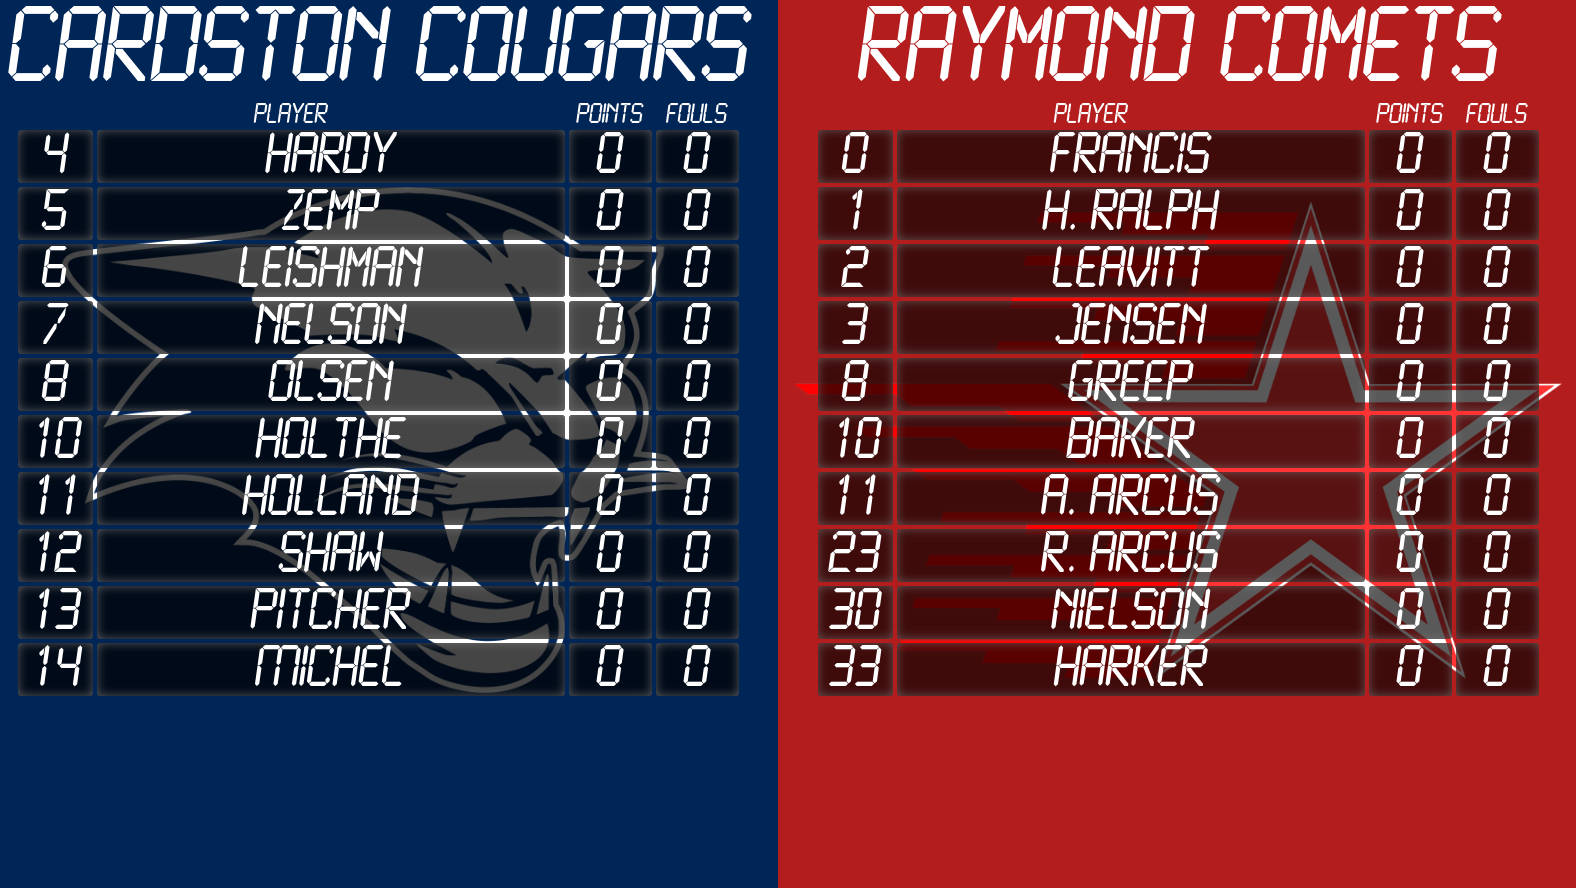 CARDSTON COUGARS
PLAYER POINTS FOULS
4 HARDY 0 0
5 ZEMP 0 0
6 LEISHMAN 0 0
7 NELSON 0 0
8 OLSEN 0 0
10 HOLTHE 0 0
11 HOLLAND 0 0
12 SHAW 0 0
13 PITCHER 0 0
14 MICHEL 0 0
RAYMOND COMETS
PLAYER POINTS FOULS
0 FRANCIS 0 0
1 H. RALPH 0 0
2 LEAVITT 0 0
3 JENSEN 0 0
8 GREEP 0 0
10 BAKER 0 0
11 A. ARCUS 0 0
23 R. ARCUS 0 0
30 NIELSON 0 0
33 HARKER 0 0